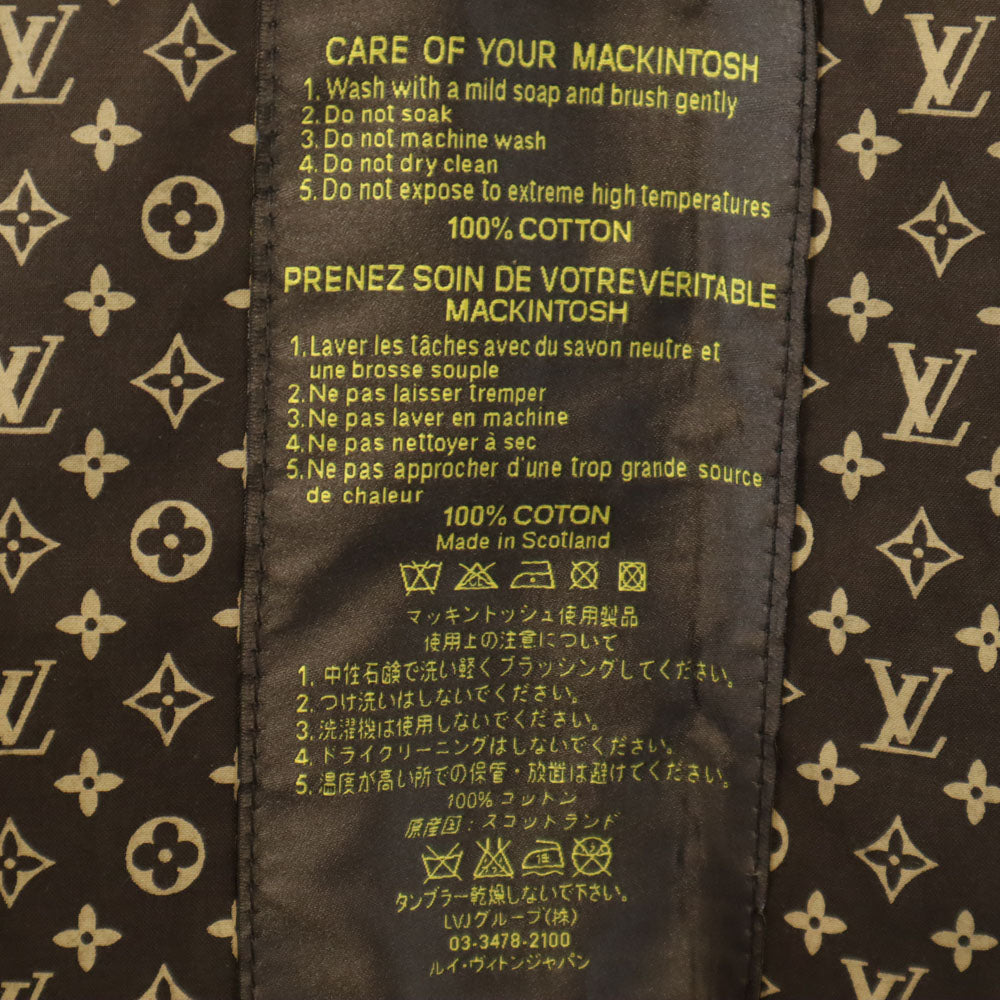 CARE OF YOUR MACKINTOSH
1. Wash with a mild soap and brush gently
2. Do not soak
3. Do not machine wash
4. Do not dry clean
5. Do not expose to extreme high temperatures
100% COTTON
PRENEZ SOIN DE VOTRE VÉRITABLE
MACKINTOSH
1. Laver les tâches avec du savon neutre et
une brosse souple
2. Ne pas laisser tremper
3. Ne pas laver en machine
4. Ne pas nettoyer à sec
5. Ne pas approcher d'une trop grande source
de chaleur
100% COTON
Made in Scotland
CL
マッキントッシュ使用製品
使用上の注意について
1. 中性石鹸で洗い軽くブラッシングしてください。
2. つけ洗いはしないでください。
3. 洗濯機は使用しないでください。
4. ドライクリーニングはしないでください。
5. 温度が高い所での保管・放置は避けてください。
100% コットン
原産国：スコットランド
タンブラー乾燥しないで下さい。
LVJグループ(株)
03-3478-2100
ルイ・ヴィトンジャパン